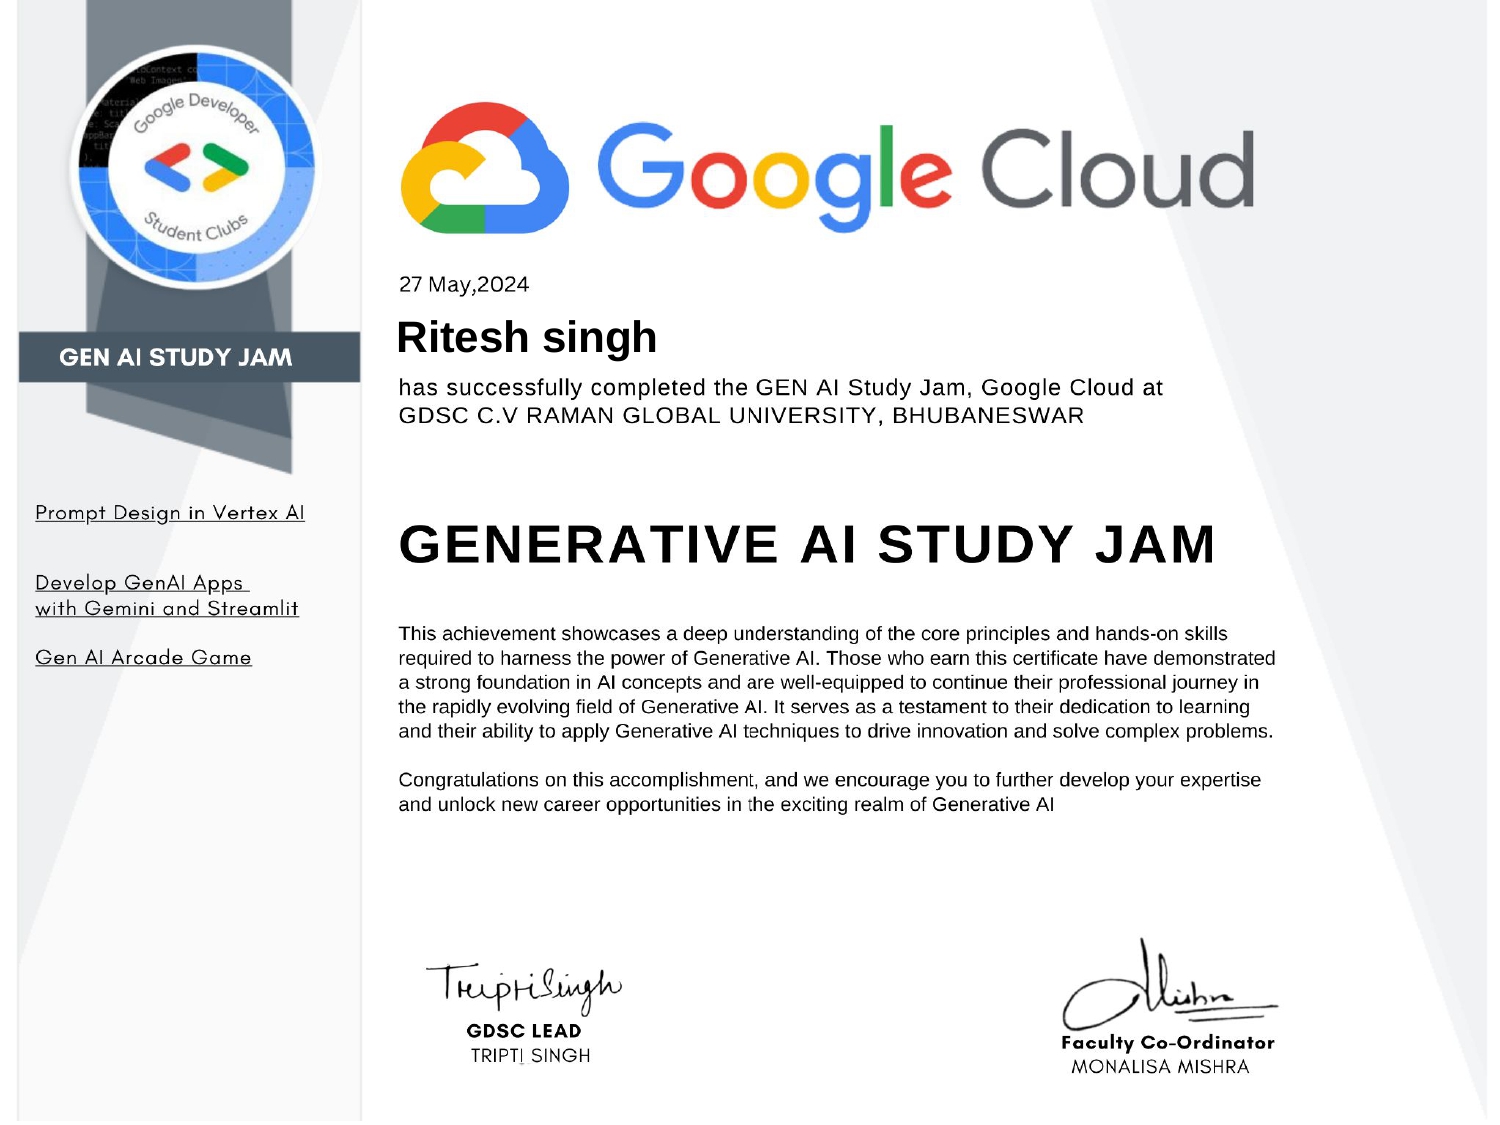 Google Developer
Student Clubs
GEN AI STUDY JAM
Prompt Design in Vertex AI
Develop GenAI Apps
with Gemini and Streamlit
Gen AI Arcade Game
Google Cloud
27 May,2024
Ritesh singh
has successfully completed the GEN AI Study Jam, Google Cloud at
GDSC C.V RAMAN GLOBAL UNIVERSITY, BHUBANESWAR
GENERATIVE AI STUDY JAM
This achievement showcases a deep understanding of the core principles and hands-on skills
required to harness the power of Generative AI. Those who earn this certificate have demonstrated
a strong foundation in AI concepts and are well-equipped to continue their professional journey in
the rapidly evolving field of Generative AI. It serves as a testament to their dedication to learning
and their ability to apply Generative AI techniques to drive innovation and solve complex problems.
Congratulations on this accomplishment, and we encourage you to further develop your expertise
and unlock new career opportunities in the exciting realm of Generative AI
Tripti Singh
GDSC LEAD
TRIPTI SINGH
Mishra
Faculty Co-Ordinator
MONALISA MISHRA